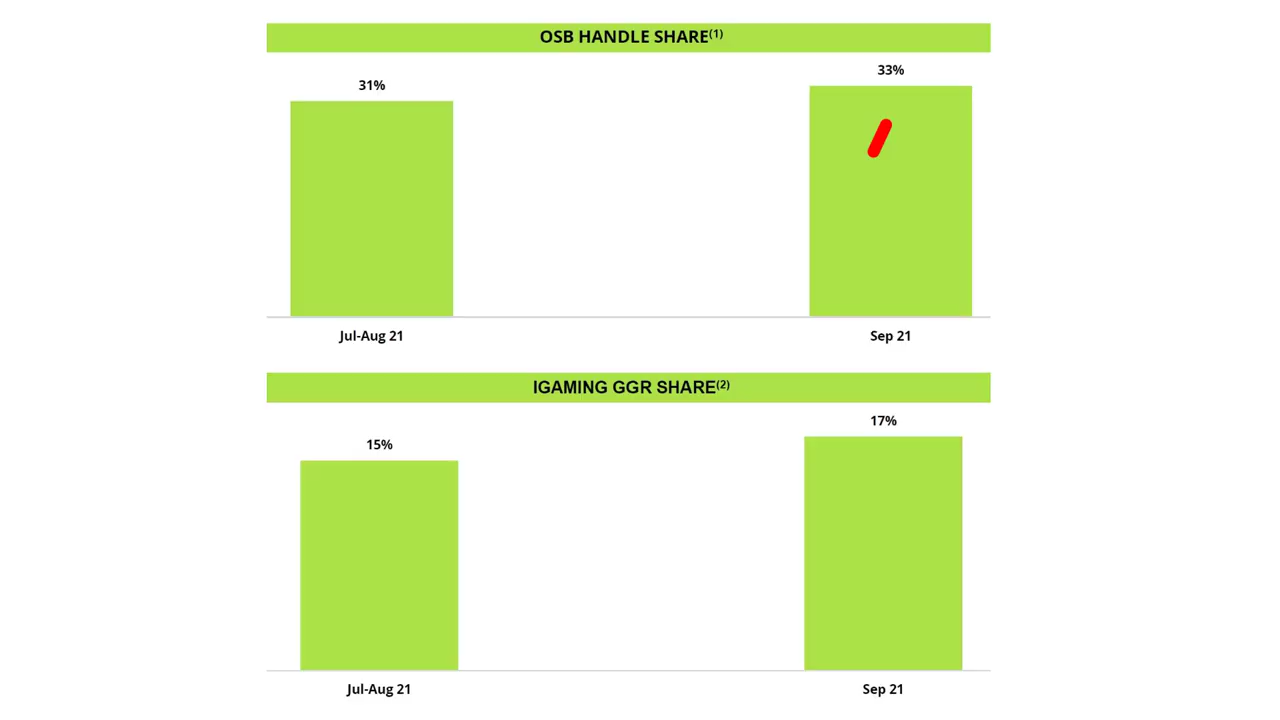 OSB HANDLE SHARE(1)
31%
33%
Jul-Aug 21
Sep 21
IGAMING GGR SHARE(2)
15%
17%
Jul-Aug 21
Sep 21